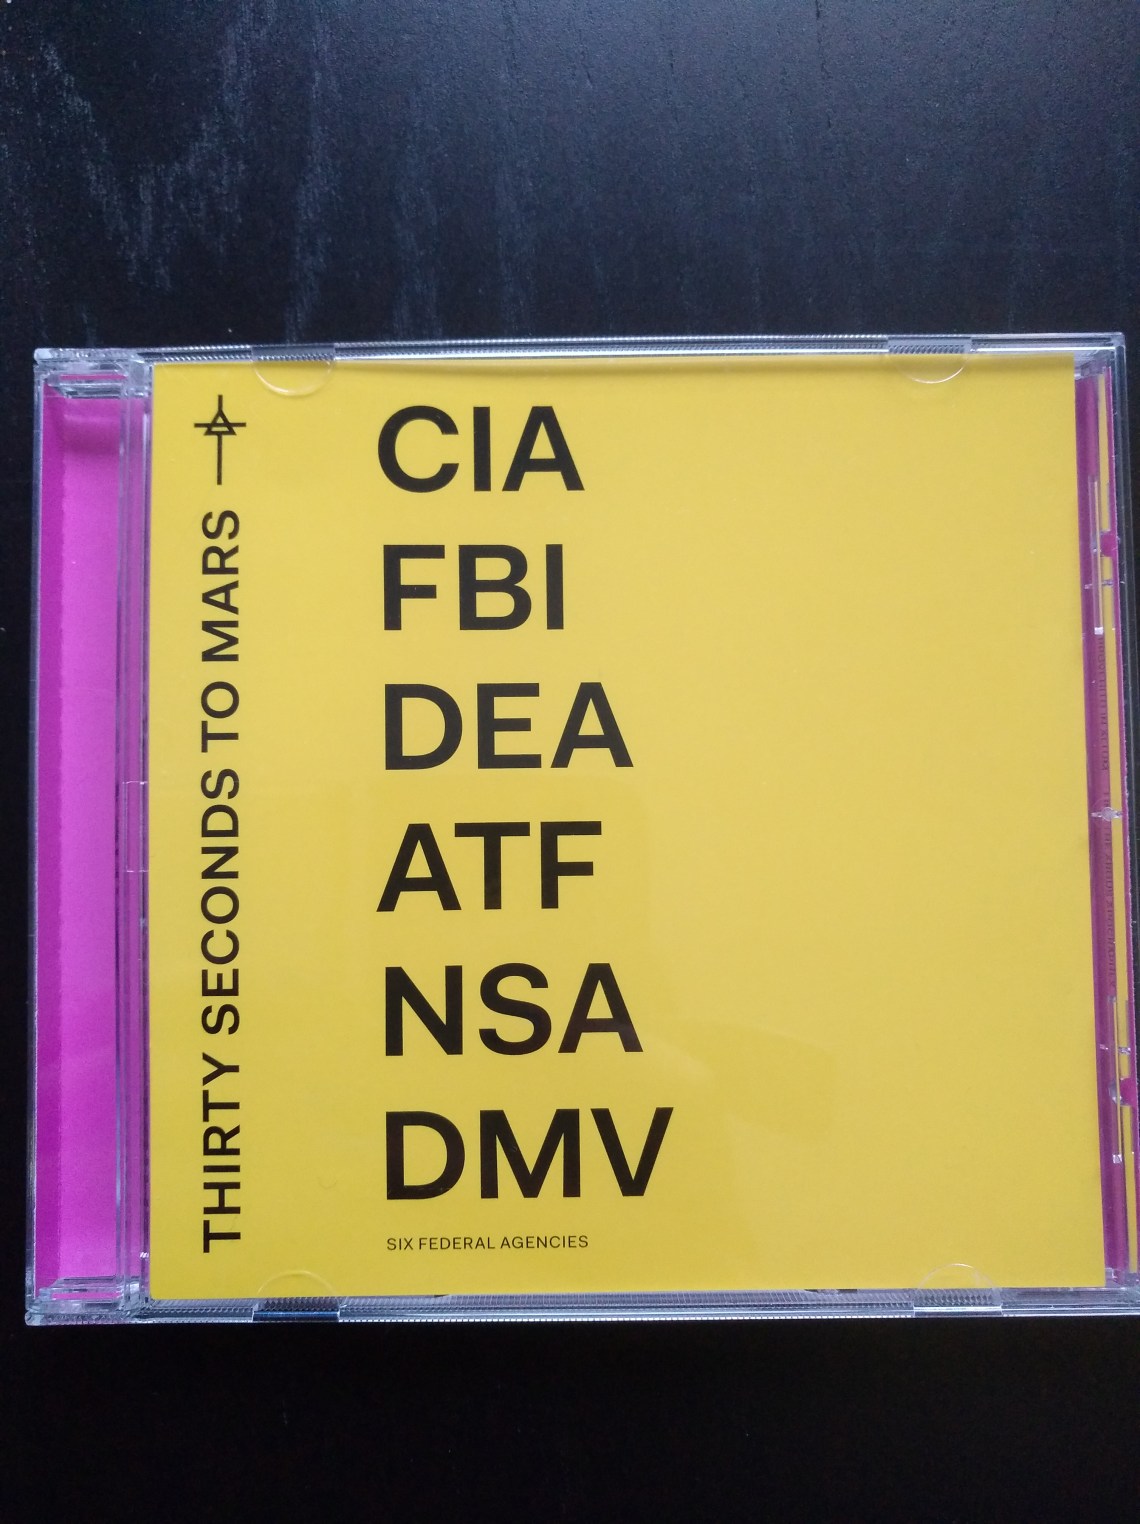 THIRTY SECONDS TO MARS
CIA
FBI
DEA
ATF
NSA
DMV
SIX FEDERAL AGENCIES